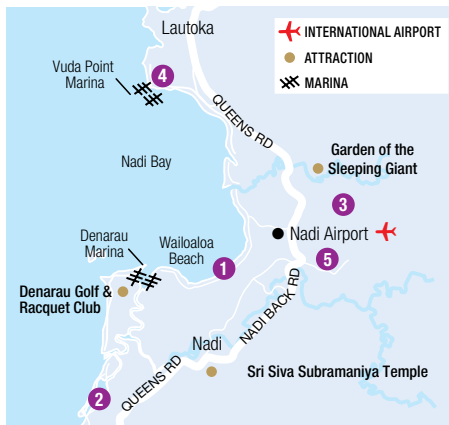 Lautoka
INTERNATIONAL AIRPORT
ATTRACTION
MARINA
Vuda Point
Marina
4
QUEENS RD
Nadi Bay
Garden of the
Sleeping Giant
3
Denarau
Marina
Wailoaloa
Beach
1
Nadi Airport
5
Denarau Golf &
Racquet Club
NADI BACK RD
Nadi
Sri Siva Subramaniya Temple
QUEENS RD
2